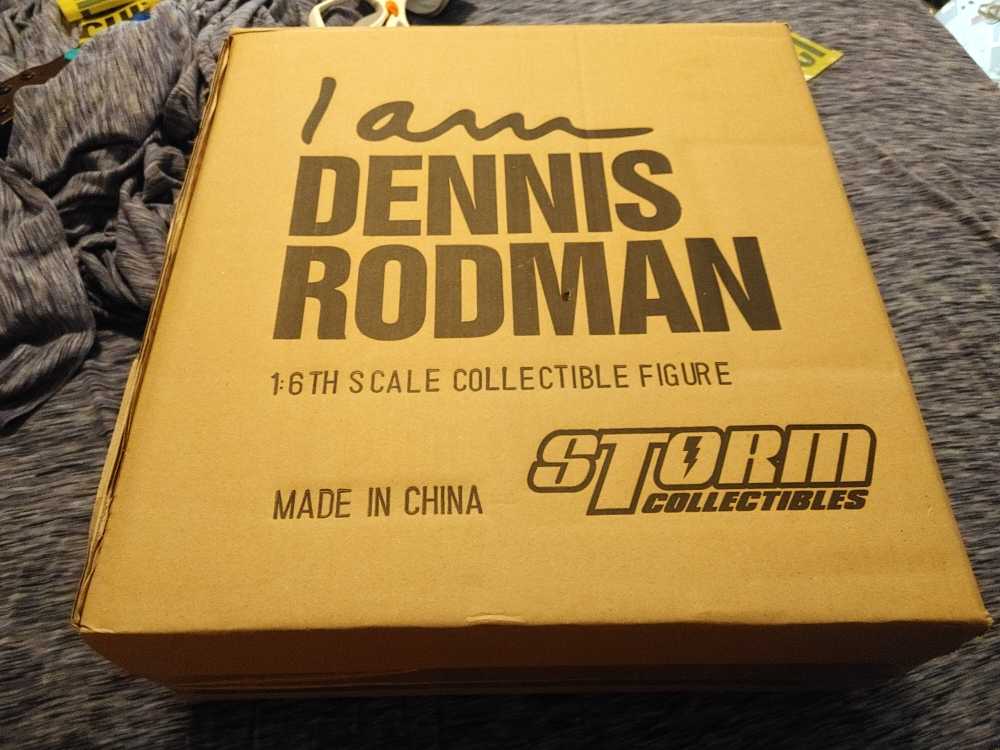 I am
DENNIS
RODMAN
1:6TH SCALE COLLECTIBLE FIGURE
STORM
COLLECTIBLES
MADE IN CHINA